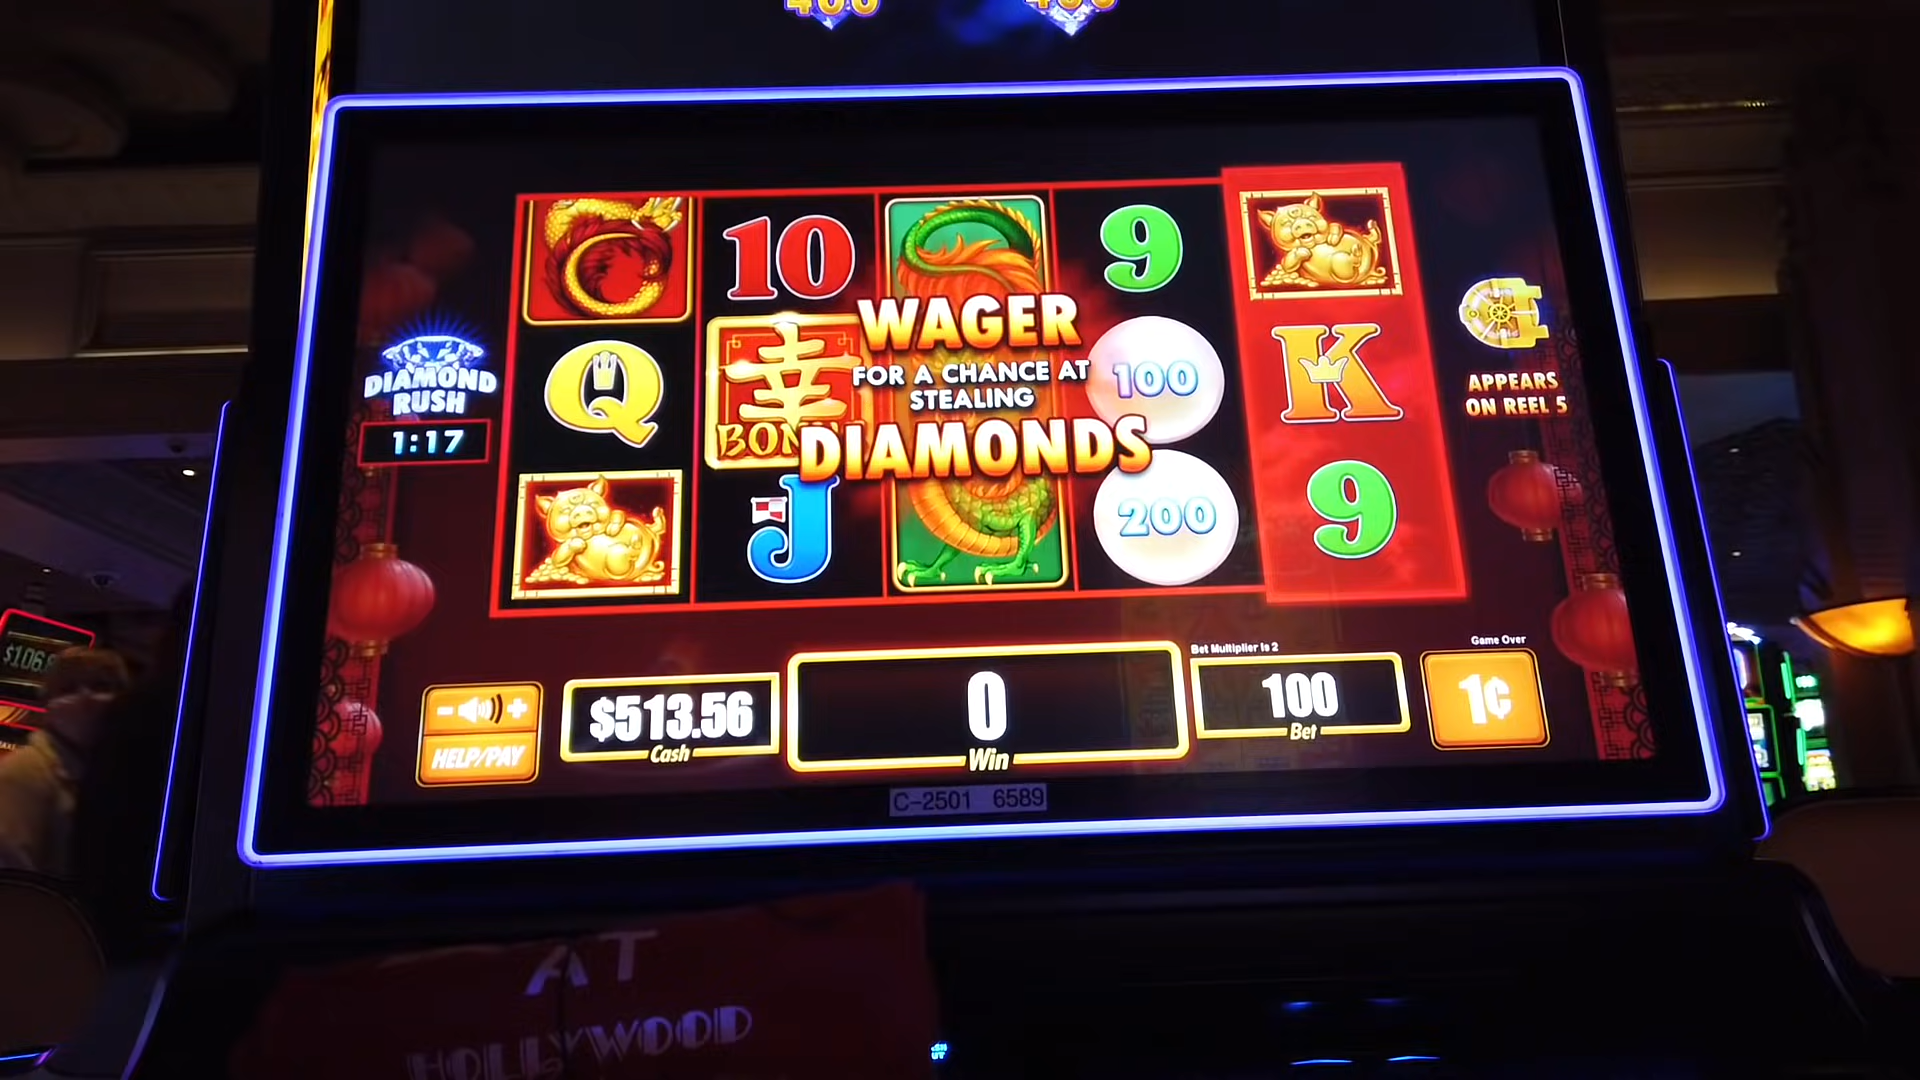 10
9
WAGER
FOR A CHANCE AT
STEALING
DIAMONDS
DIAMOND
RUSH
1:17
Q
幸
100
K
APPEARS
ON REEL 5
J
200
9
Bet Multiplier is 2
Game Over
- +
HELP/PAY
$513.56
Cash
0
Win
100
Bet
1¢
C-2501 6589
AT
HOLLYWOOD